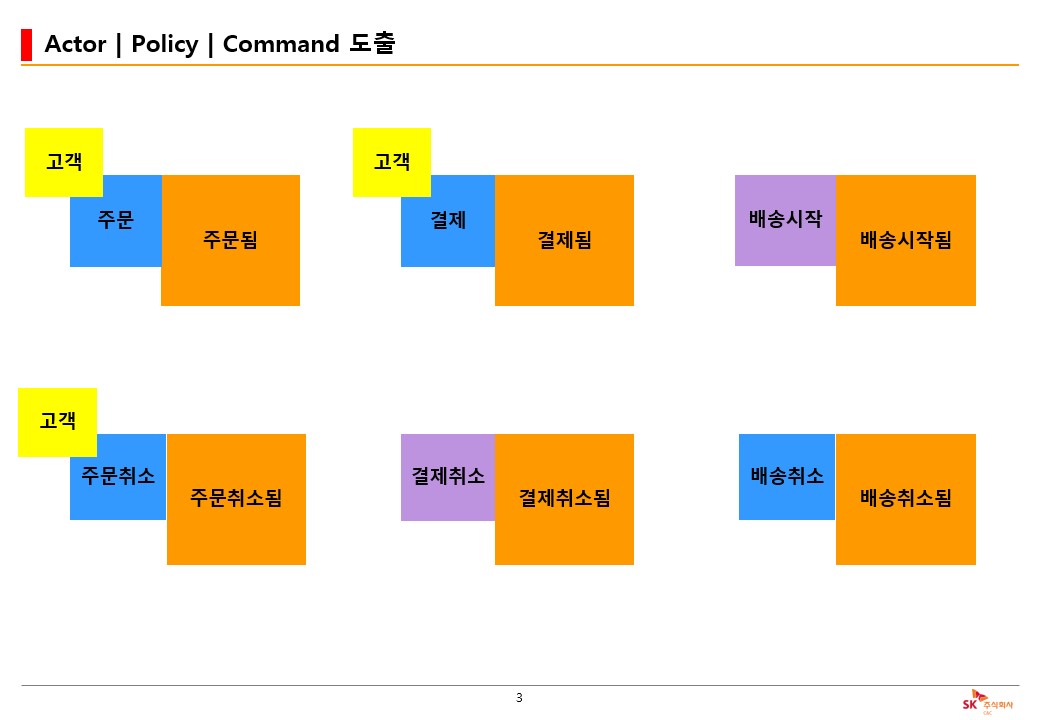 Actor | Policy | Command 도출
고객
주문
주문됨
고객
결제
결제됨
배송시작
배송시작됨
고객
주문취소
주문취소됨
결제취소
결제취소됨
배송취소
배송취소됨
3
SK 주식회사
C&C